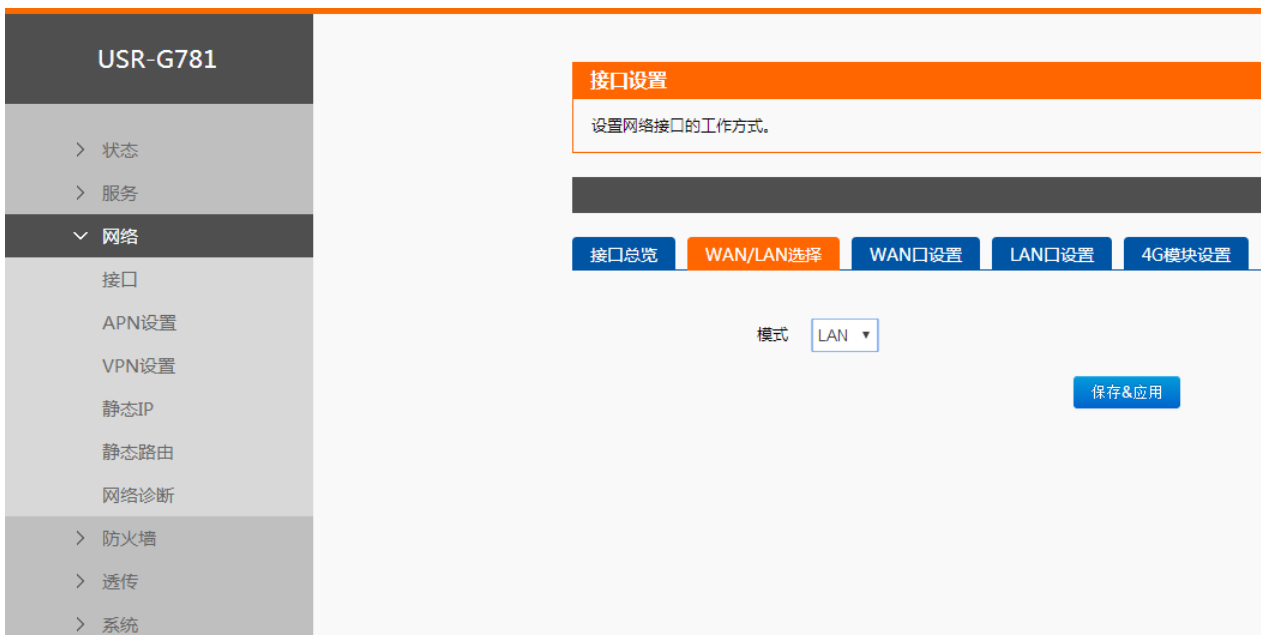 USR-G781
状态
服务
网络
接口
APN设置
VPN设置
静态IP
静态路由
网络诊断
防火墙
透传
系统
接口设置
设置网络接口的工作方式。
接口总览 WAN/LAN选择 WAN口设置 LAN口设置 4G模块设置
模式 LAN
保存&应用